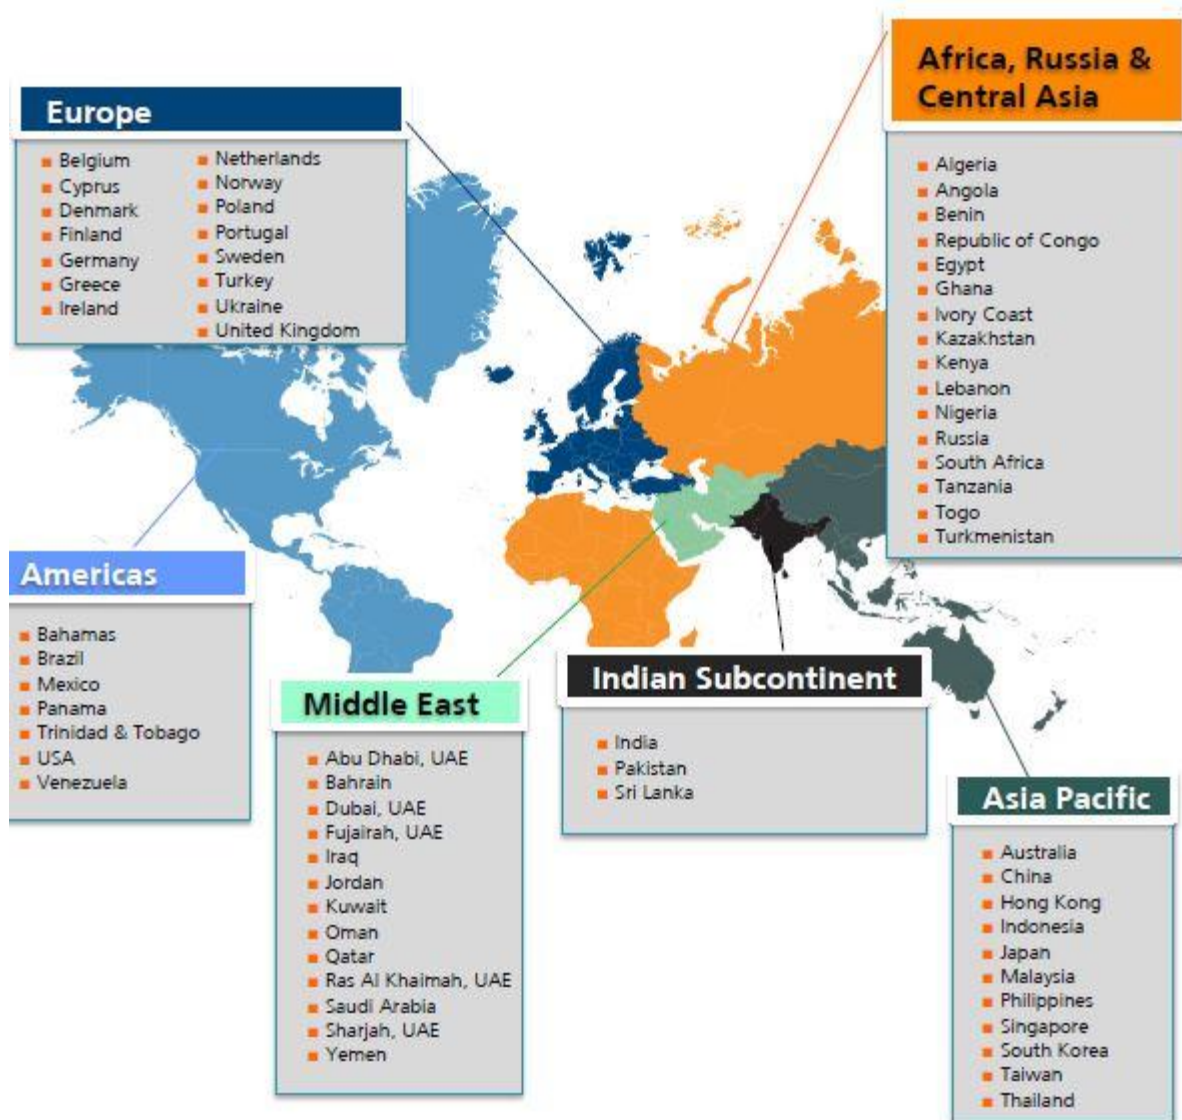 Africa, Russia &
Central Asia
Algeria
Angola
Benin
Republic of Congo
Egypt
Ghana
Ivory Coast
Kazakhstan
Kenya
Lebanon
Nigeria
Russia
South Africa
Tanzania
Togo
Turkmenistan
Europe
Belgium
Cyprus
Denmark
Finland
Germany
Greece
Ireland
Netherlands
Norway
Poland
Portugal
Sweden
Turkey
Ukraine
United Kingdom
Americas
Bahamas
Brazil
Mexico
Panama
Trinidad & Tobago
USA
Venezuela
Middle East
Abu Dhabi, UAE
Bahrain
Dubai, UAE
Fujairah, UAE
Iraq
Jordan
Kuwait
Oman
Qatar
Ras Al Khaimah, UAE
Saudi Arabia
Sharjah, UAE
Yemen
Indian Subcontinent
India
Pakistan
Sri Lanka
Asia Pacific
Australia
China
Hong Kong
Indonesia
Japan
Malaysia
Philippines
Singapore
South Korea
Taiwan
Thailand